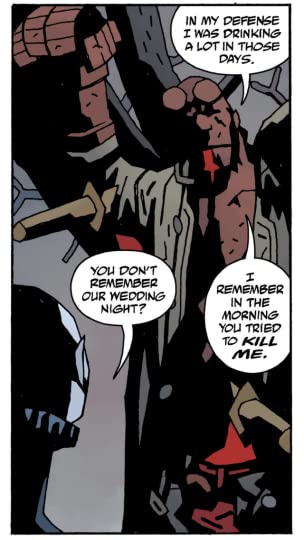 IN MY DEFENSE
I WAS DRINKING
A LOT IN THOSE
DAYS.
YOU DON'T
REMEMBER
OUR WEDDING
NIGHT?
I
REMEMBER
IN THE
MORNING
YOU TRIED
TO KILL
ME.